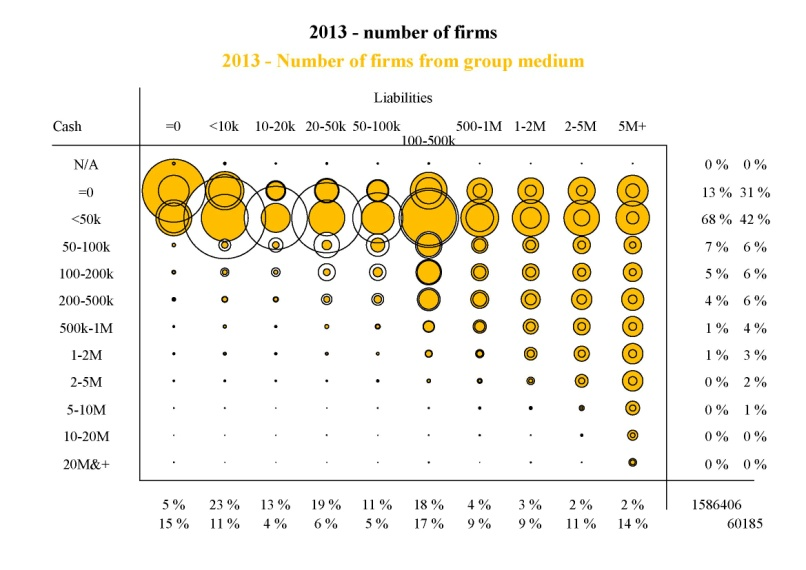 2013 - number of firms
2013 - Number of firms from group medium
Liabilities
Cash =0 <10k 10-20k 20-50k 50-100k 100-500k 500-1M 1-2M 2-5M 5M+
N/A 0 % 0 %
=0 13 % 31 %
<50k 68 % 42 %
50-100k 7 % 6 %
100-200k 5 % 6 %
200-500k 4 % 6 %
500k-1M 1 % 4 %
1-2M 1 % 3 %
2-5M 0 % 2 %
5-10M 0 % 1 %
10-20M 0 % 0 %
20M&+ 0 % 0 %
5 % 23 % 13 % 19 % 11 % 18 % 4 % 3 % 2 % 2 % 1586406
15 % 11 % 4 % 6 % 5 % 17 % 9 % 9 % 11 % 14 % 60185